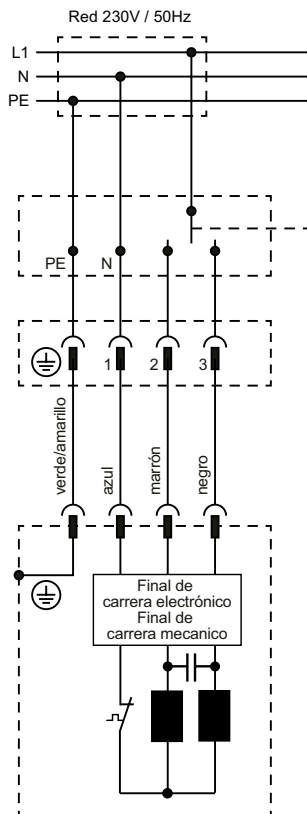 Red 230V / 50Hz
L1
N
PE
PE N
1 2 3
verde/amarillo
azul
marrón
negro
Final de
carrera electrónico
Final de
carrera mecanico